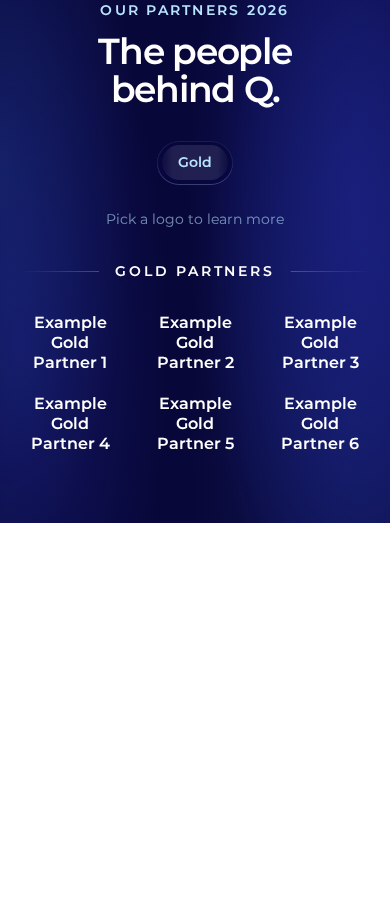 OUR PARTNERS 2026
The people
behind Q.
Gold
Pick a logo to learn more
GOLD PARTNERS
Example Gold Partner 1
Example Gold Partner 2
Example Gold Partner 3
Example Gold Partner 4
Example Gold Partner 5
Example Gold Partner 6